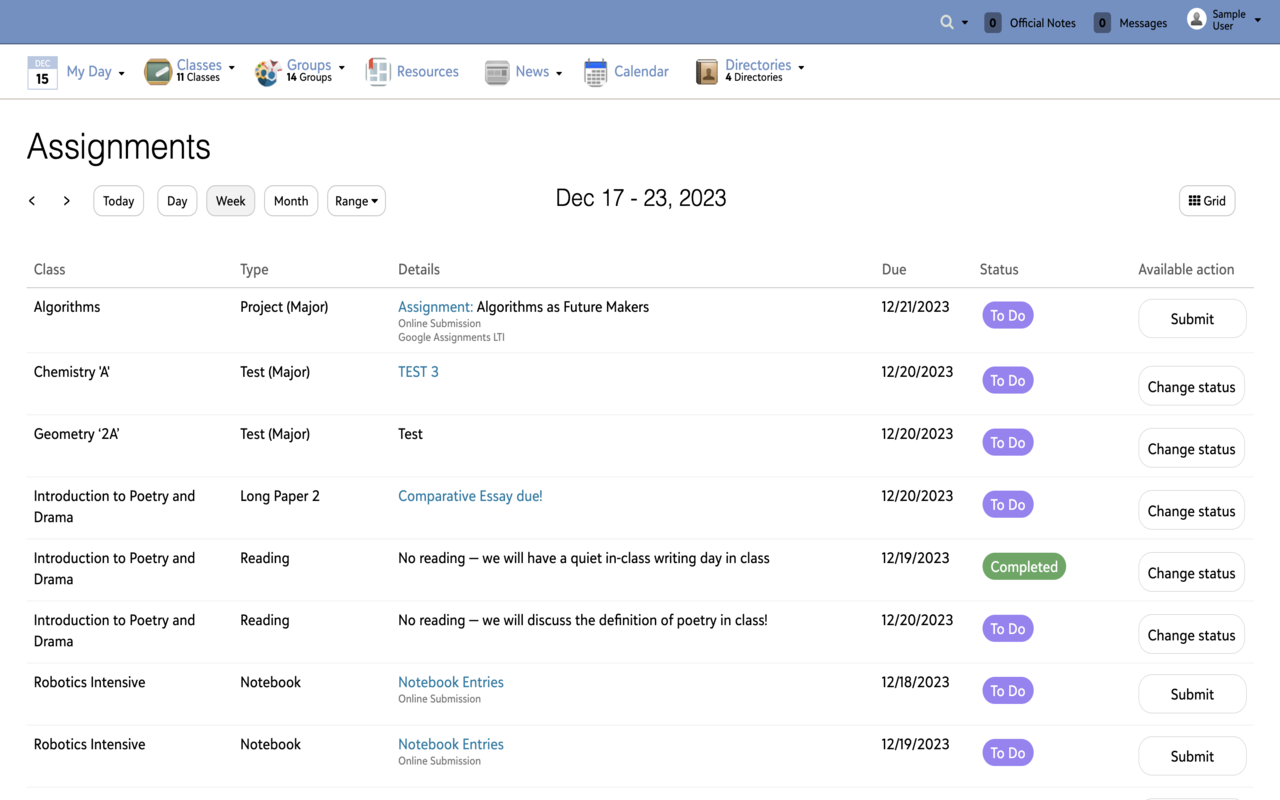 0 Official Notes 0 Messages Sample
User
DEC
15
My Day
Classes
11 Classes
Groups
14 Groups
Resources
News
Calendar
Directories
4 Directories
Assignments
< > Today Day Week Month Range
Dec 17 - 23, 2023
Grid
Class Type Details Due Status Available action
Algorithms Project (Major) Assignment: Algorithms as Future Makers 12/21/2023 To Do Submit
Online Submission
Google Assignments LTI
Chemistry 'A' Test (Major) TEST 3 12/20/2023 To Do Change status
Geometry ‘2A’ Test (Major) Test 12/20/2023 To Do Change status
Introduction to Poetry and Long Paper 2 Comparative Essay due! 12/20/2023 To Do Change status
Drama
Introduction to Poetry and Reading No reading – we will have a quiet in-class writing day in class 12/19/2023 Completed Change status
Drama
Introduction to Poetry and Reading No reading – we will discuss the definition of poetry in class! 12/20/2023 To Do Change status
Drama
Robotics Intensive Notebook Notebook Entries 12/18/2023 To Do Submit
Online Submission
Robotics Intensive Notebook Notebook Entries 12/19/2023 To Do Submit
Online Submission